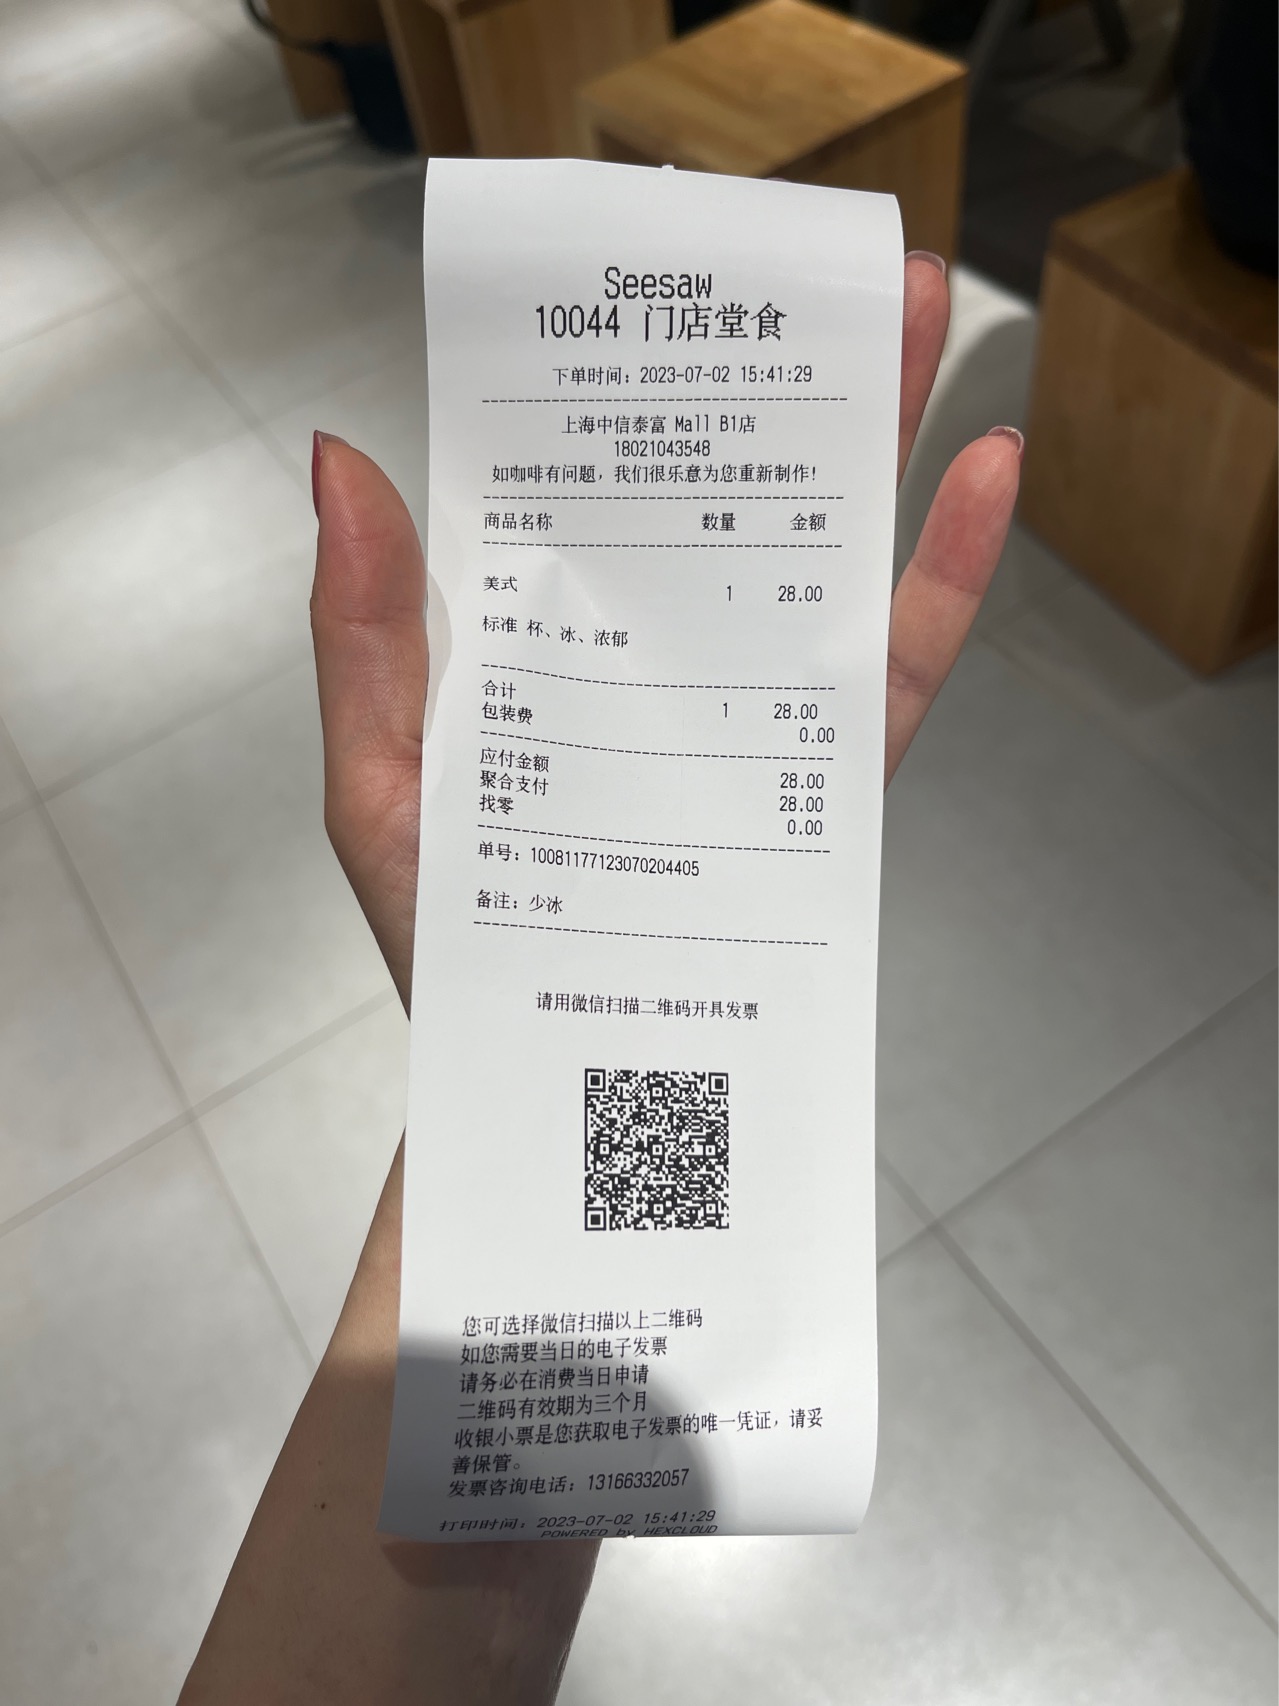 Seesaw
10044 门店堂食
下单时间：2023-07-02 15:41:29
上海中信泰富 Mall B1店
18021043548
如咖啡有问题，我们很乐意为您重新制作！
商品名称 数量 金额
美式 1 28.00
标准 杯、冰、浓郁
合计 1 28.00
包装费 0.00
应付金额 28.00
聚合支付 28.00
找零 0.00
单号：10081177123070204405
备注：少冰
请用微信扫描二维码开具发票
您可选择微信扫描以上二维码
如您需要当日的电子发票
请务必在消费当日申请
二维码有效期为三个月
收银小票是您获取电子发票的唯一凭证，请妥
善保管。
发票咨询电话：13166332057
打印时间：2023-07-02 15:41:29
POWERED by HEXCLOUD